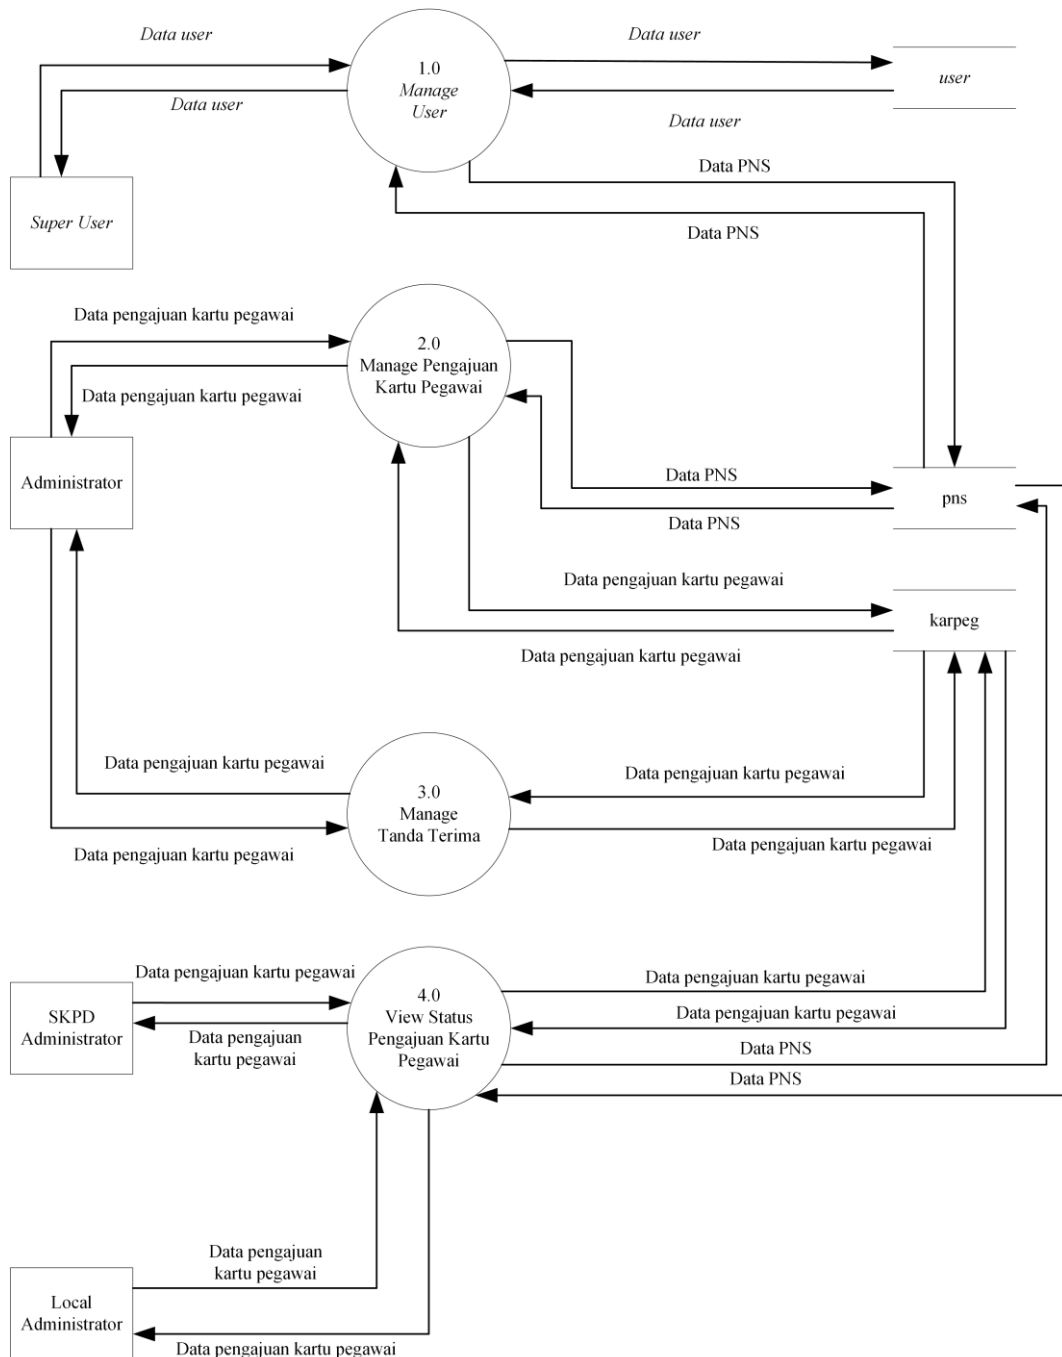 Data user
Data user
1.0
Manage
User
Data user
user
Data user
Data user
Data PNS
Super User
Data PNS
Data pengajuan kartu pegawai
2.0
Manage Pengajuan
Kartu Pegawai
Data pengajuan kartu pegawai
Administrator
Data PNS
pns
Data PNS
Data pengajuan kartu pegawai
karpeg
Data pengajuan kartu pegawai
Data pengajuan kartu pegawai
3.0
Manage
Tanda Terima
Data pengajuan kartu pegawai
Data pengajuan kartu pegawai
Data pengajuan kartu pegawai
Data pengajuan kartu pegawai
SKPD
Administrator
4.0
View Status
Pengajuan Kartu
Pegawai
Data pengajuan
kartu pegawai
Data pengajuan kartu pegawai
Data pengajuan kartu pegawai
Data PNS
Data PNS
Data pengajuan
kartu pegawai
Local
Administrator
Data pengajuan kartu pegawai